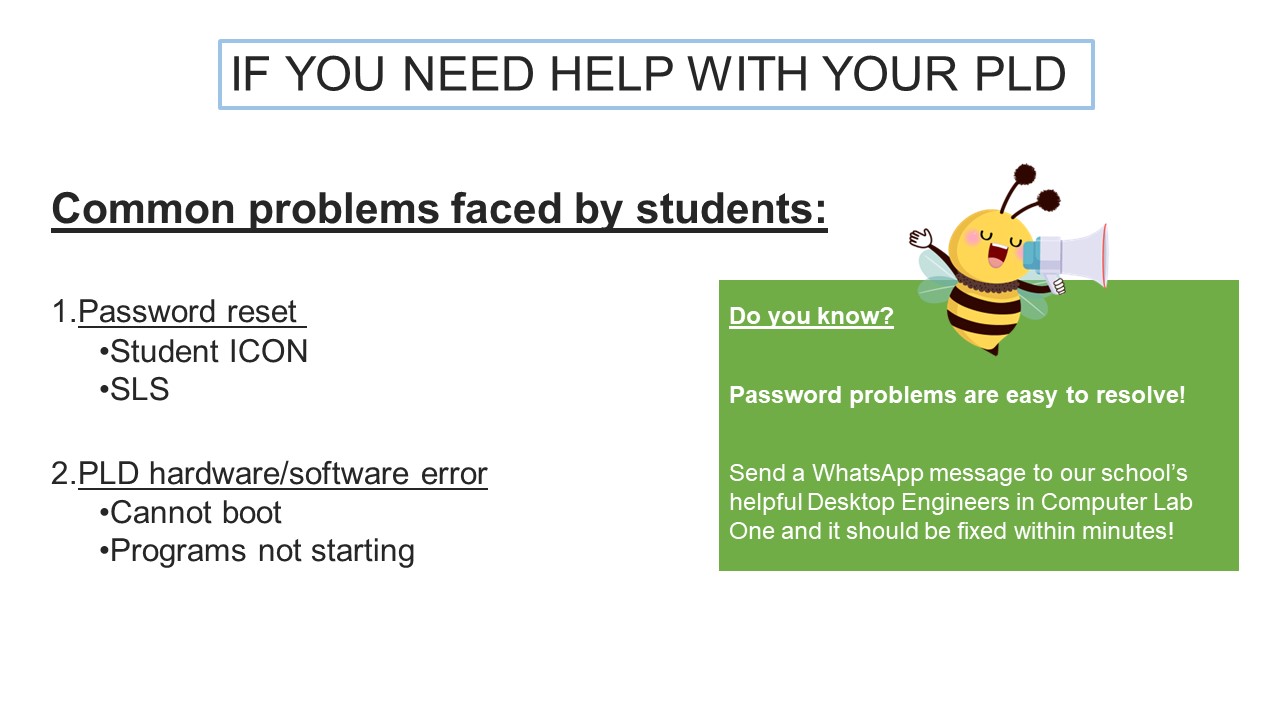 IF YOU NEED HELP WITH YOUR PLD
Common problems faced by students:
1.Password reset
•Student ICON
•SLS
2.PLD hardware/software error
•Cannot boot
•Programs not starting
Do you know?
Password problems are easy to resolve!
Send a WhatsApp message to our school’s
helpful Desktop Engineers in Computer Lab
One and it should be fixed within minutes!